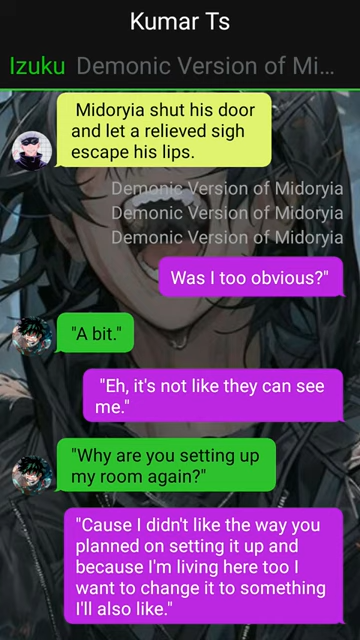 Kumar Ts
Izuku Demonic Version of Mi...
Midoryia shut his door
and let a relieved sigh
escape his lips.
Demonic Version of Midoryia
Demonic Version of Midoryia
Demonic Version of Midoryia
Was I too obvious?"
"A bit."
"Eh, it's not like they can see
me."
"Why are you setting up
my room again?"
"Cause I didn't like the way you
planned on setting it up and
because I'm living here too I
want to change it to something
I'll also like."